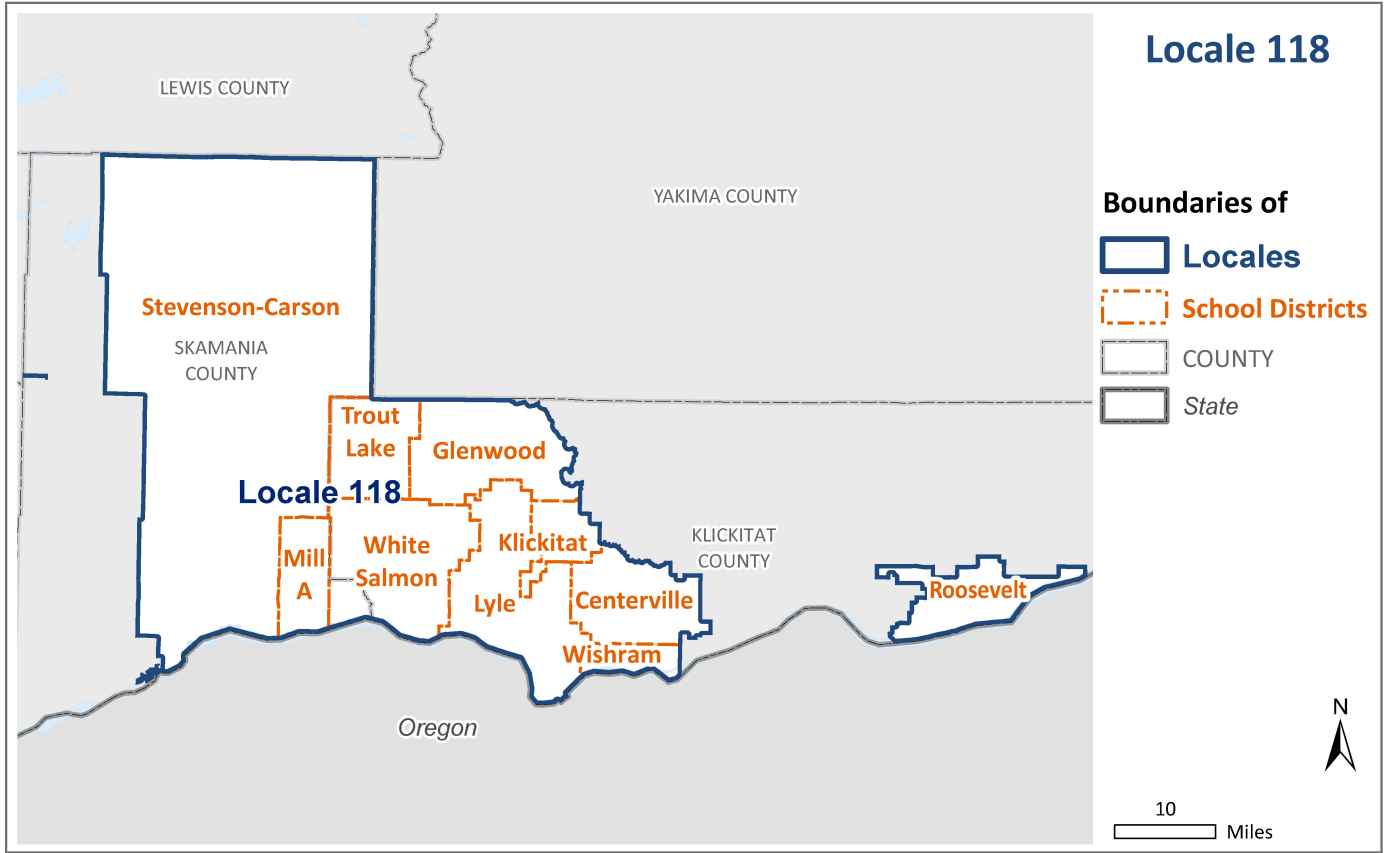 Locale 118
LEWIS COUNTY
YAKIMA COUNTY
Boundaries of
Locales
School Districts
COUNTY
State
Stevenson-Carson
SKAMANIA
COUNTY
Trout
Lake
Glenwood
Locale 118
Mill
A
White
Salmon
Klickitat
Lyle
Centerville
Wishram
KLICKITAT
COUNTY
Roosevelt
Oregon
N
10
Miles